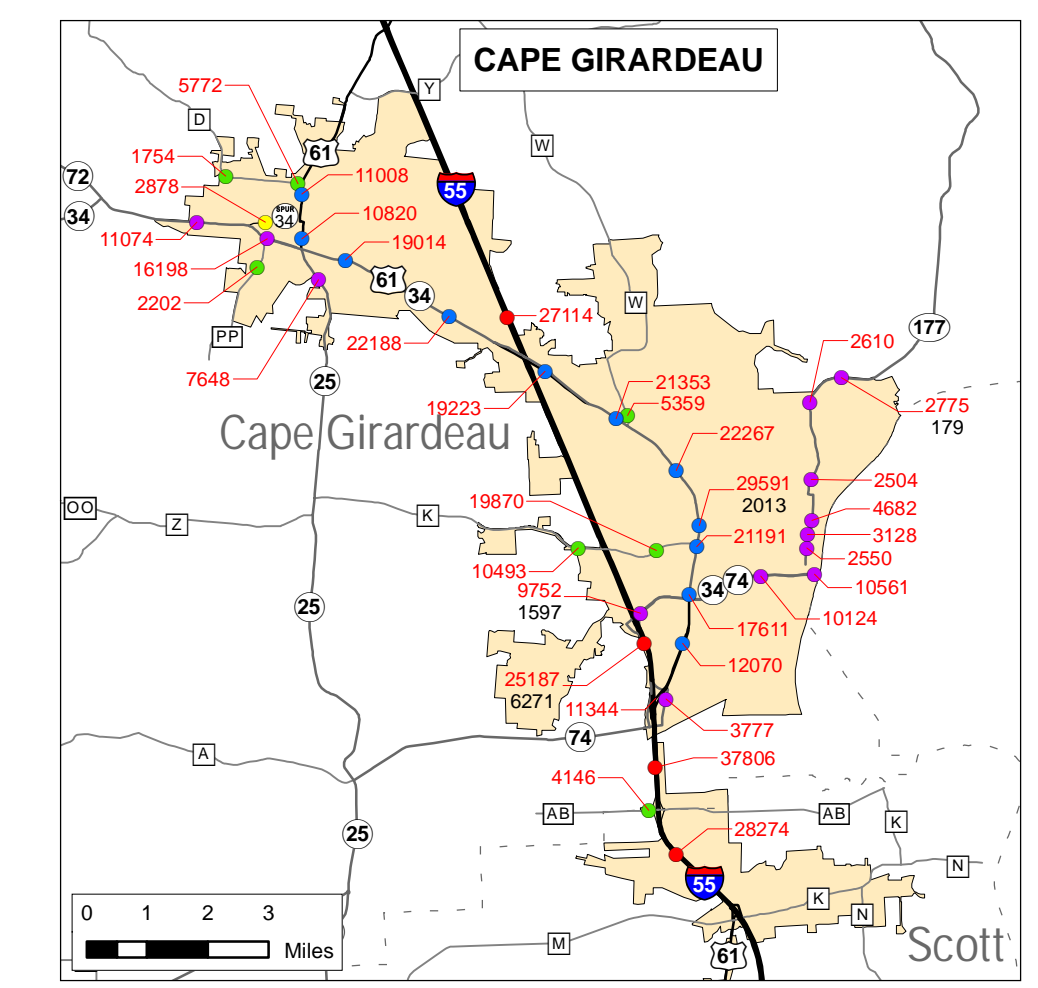 CAPE GIRARDEAU
5772
Y
D
W
61
1754
72
11008
55
2878
SPUR
34
34
10820
11074
19014
16198
61
34
2202
W
27114
177
PP
22188
2610
7648
25
21353
5359
19223
2775
179
Cape Girardeau
22267
2504
19870
29591
2013
4682
OO
Z
K
21191
3128
2550
10493
9752
1597
34
74
10561
10124
25
17611
25187
6271
12070
11344
3777
74
A
37806
4146
AB
AB
K
25
28274
N
55
0 1 2 3
Miles
K
N
M
61
Scott